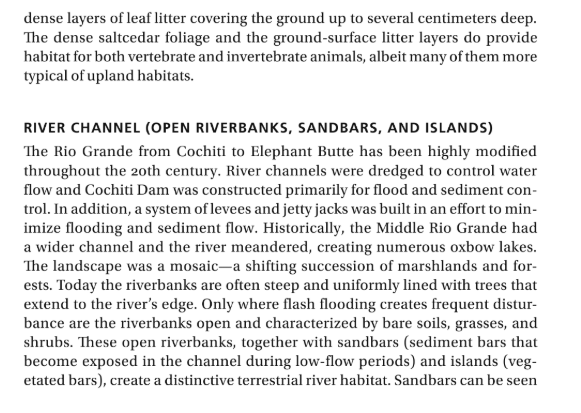 dense layers of leaf litter covering the ground up to several centimeters deep.
The dense saltcedar foliage and the ground-surface litter layers do provide
habitat for both vertebrate and invertebrate animals, albeit many of them more
typical of upland habitats.
RIVER CHANNEL (OPEN RIVERBANKS, SANDBARS, AND ISLANDS)
The Rio Grande from Cochiti to Elephant Butte has been highly modified
throughout the 20th century. River channels were dredged to control water
flow and Cochiti Dam was constructed primarily for flood and sediment con-
trol. In addition, a system of levees and jetty jacks was built in an effort to min-
imize flooding and sediment flow. Historically, the Middle Rio Grande had
a wider channel and the river meandered, creating numerous oxbow lakes.
The landscape was a mosaic—a shifting succession of marshlands and for-
ests. Today the riverbanks are often steep and uniformly lined with trees that
extend to the river's edge. Only where flash flooding creates frequent distur-
bance are the riverbanks open and characterized by bare soils, grasses, and
shrubs. These open riverbanks, together with sandbars (sediment bars that
become exposed in the channel during low-flow periods) and islands (veg-
etated bars), create a distinctive terrestrial river habitat. Sandbars can be seen